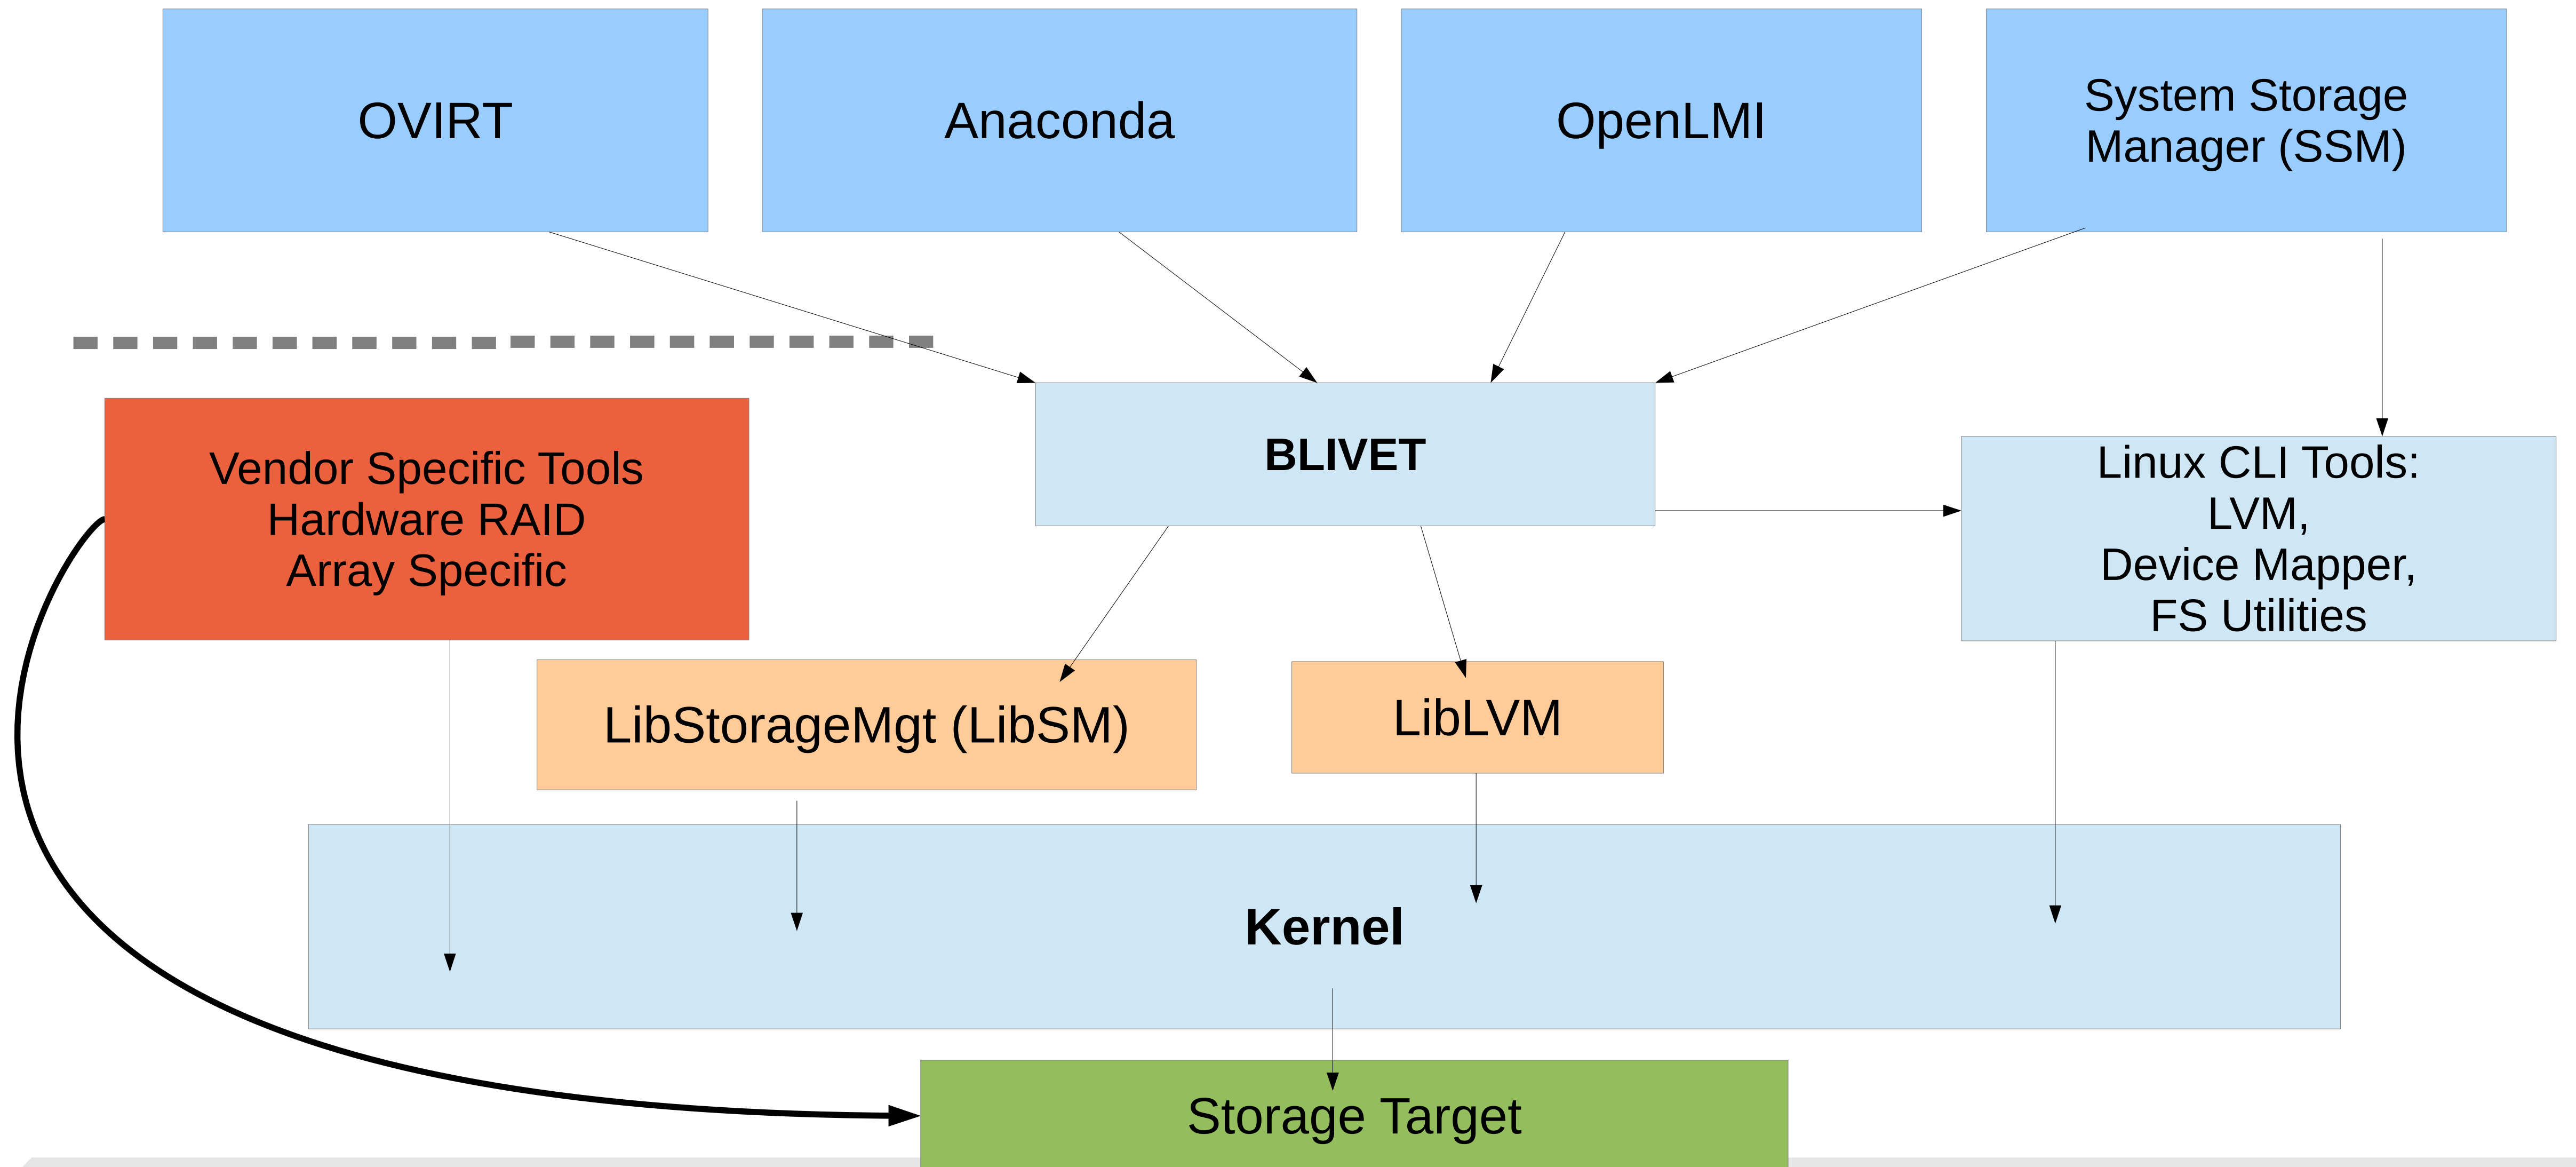 OVIRT
Anaconda
OpenLMI
System Storage
Manager (SSM)
Vendor Specific Tools
Hardware RAID
Array Specific
BLIVET
Linux CLI Tools:
LVM,
Device Mapper,
FS Utilities
LibStorageMgt (LibSM)
LibLVM
Kernel
Storage Target